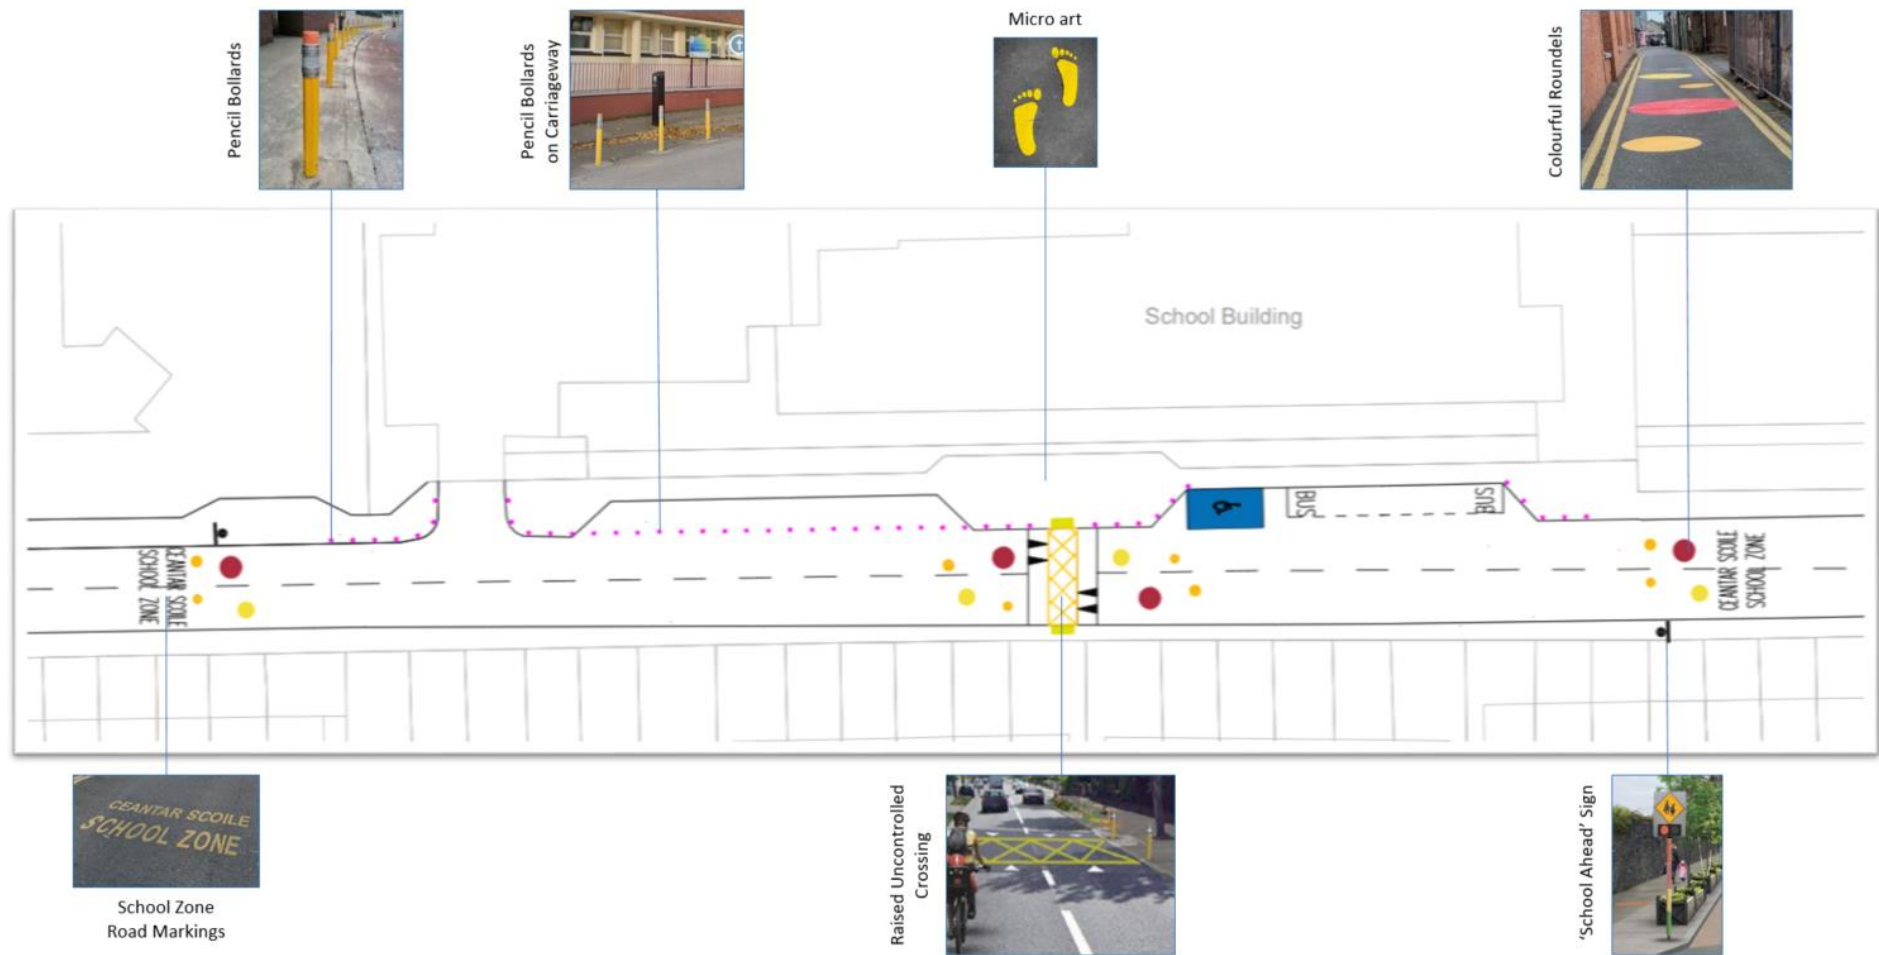 Pencil Bollards
Pencil Bollards
on Carriageway
Micro art
Colourful Roundels
School Building
BUS
BUS
CEANTAR SCOILE
SCHOOL ZONE
CEANTAR SCOILE
SCHOOL ZONE
CEANTAR SCOILE
SCHOOL ZONE
School Zone
Road Markings
Raised Uncontrolled
Crossing
'School Ahead' Sign